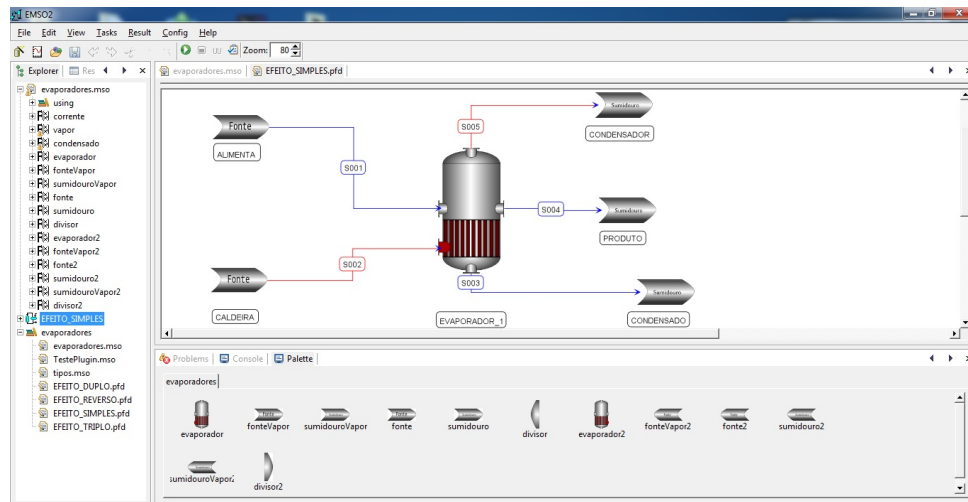 EMSO2
File Edit View Tasks Result Config Help
Zoom: 80
Explorer Res
evaporadores.mso EFEITO_SIMPLES.pfd
evaporadores.mso
using
corrente
vapor
condensado
evaporador
fonteVapor
sumidouroVapor
fonte
sumidouro
divisor
evaporador2
fonteVapor2
fonte2
sumidouro2
sumidouroVapor2
divisor2
EFEITO_SIMPLES
evaporadores
evaporadores.mso
TestePlugin.mso
tipos.mso
EFEITO_DUPLO.pfd
EFEITO_REVERSO.pfd
EFEITO_SIMPLES.pfd
EFEITO_TRIPLO.pfd
Sumidouro
S005
CONDENSADOR
Fonte
ALIMENTA
S001
S004
Sumidouro
PRODUTO
S002
Fonte
S003
Sumidouro
CALDEIRA
EVAPORADOR_1
CONDENSADO
Problems Console Palette
evaporadores
evaporador fonteVapor sumidouroVapor fonte sumidouro divisor evaporador2 fonteVapor2 fonte2 sumidouro2
sumidouroVapor2 divisor2